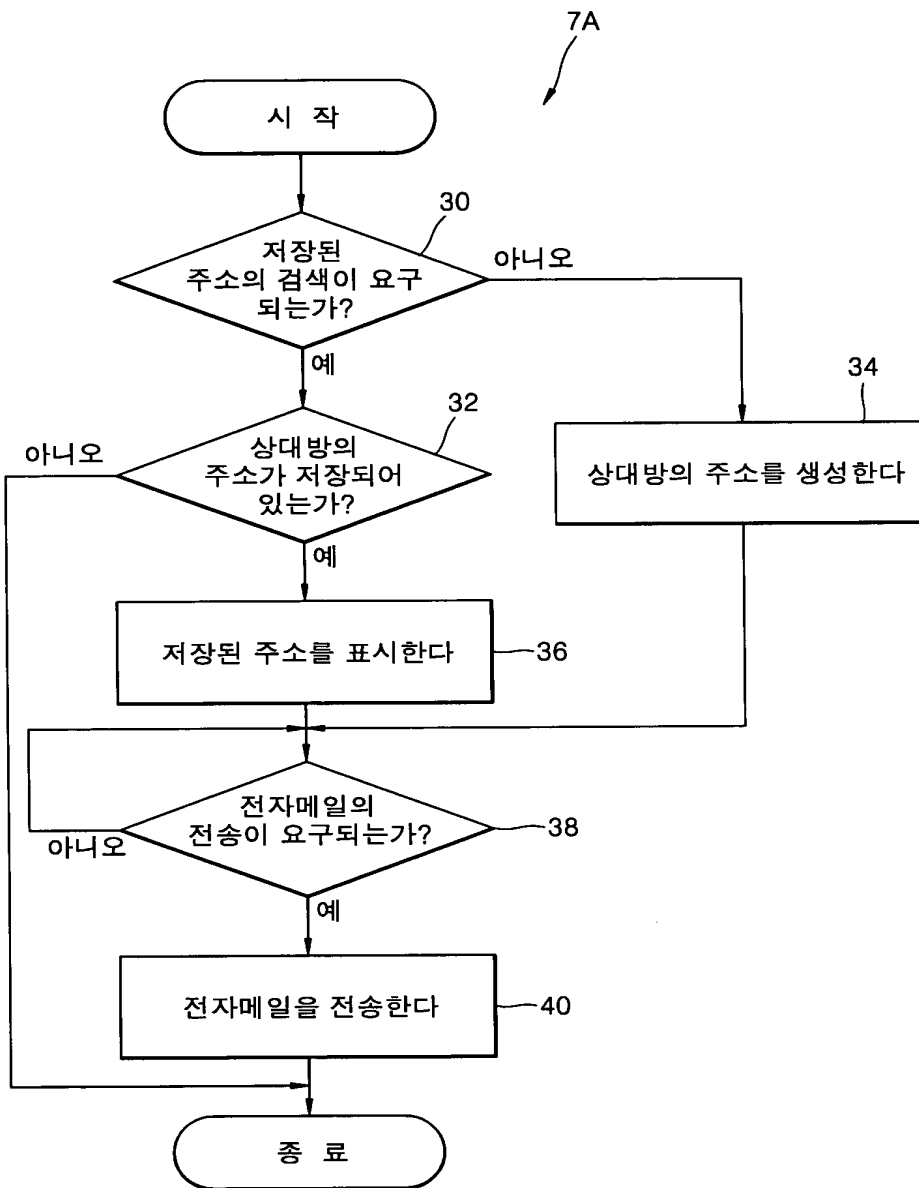 7A
시 작
30
저장된
주소의 검색이 요구
되는가?
아니오
예
32
상대방의
주소가 저장되어
있는가?
아니오
예
34
상대방의 주소를 생성한다
저장된 주소를 표시한다
36
전자메일의
전송이 요구되는가?
38
아니오
예
전자메일을 전송한다
40
종 료